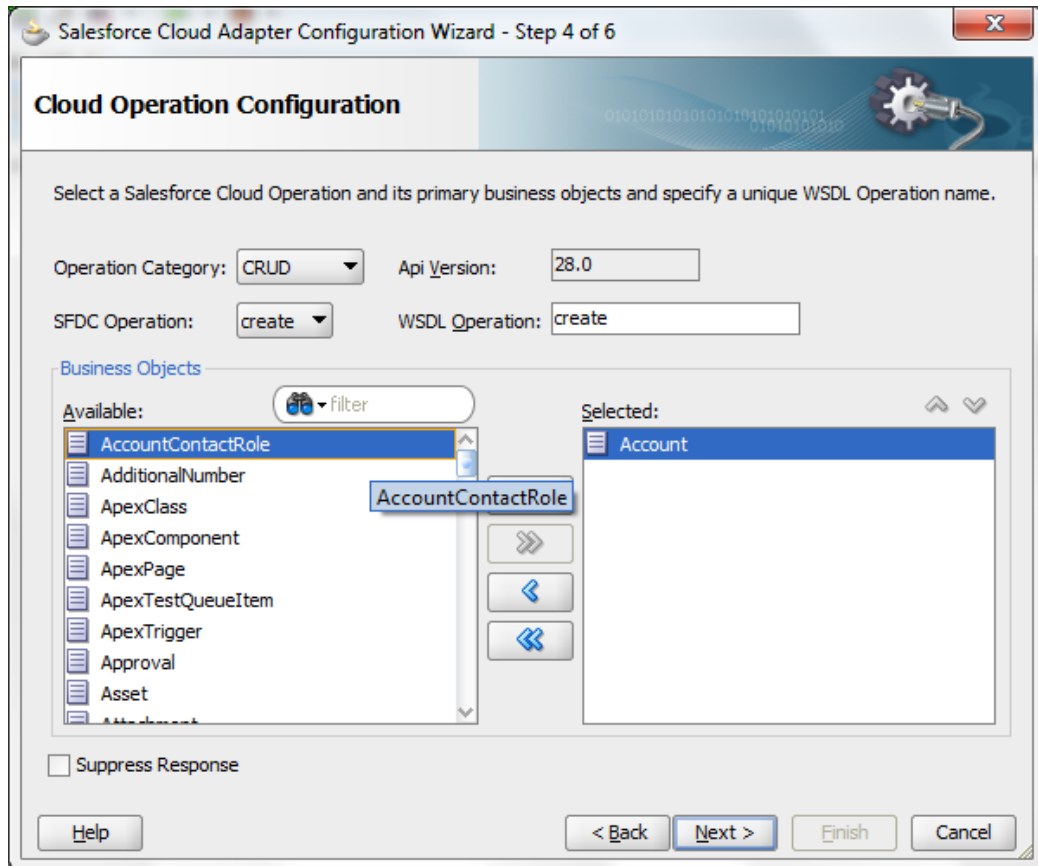 Salesforce Cloud Adapter Configuration Wizard - Step 4 of 6
Cloud Operation Configuration
Select a Salesforce Cloud Operation and its primary business objects and specify a unique WSDL Operation name.
Operation Category: CRUD Api Version: 28.0
SFDC Operation: create WSDL Operation: create
Business Objects
Available: filter Selected:
AccountContactRole Account
AdditionalNumber
AccountContactRole
ApexClass
ApexComponent
ApexPage
ApexTestQueueItem
ApexTrigger
Approval
Asset
Attachment
Suppress Response
Help < Back Next > Finish Cancel